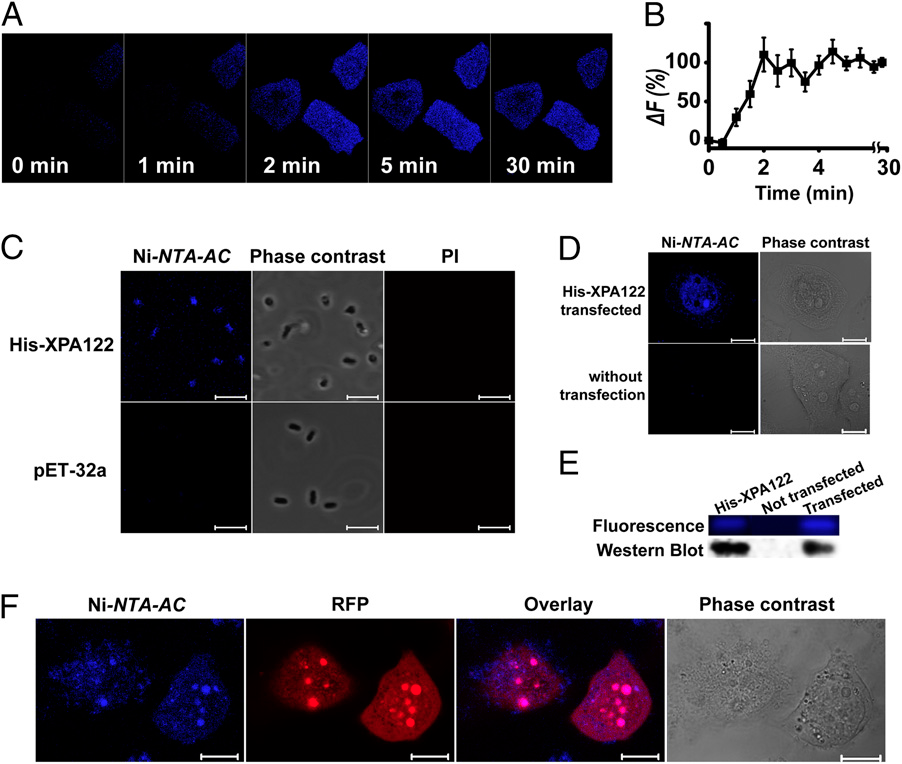 A
0 min 1 min 2 min 5 min 30 min
B
ΔF (%)
100
50
0
0 2 4 30
Time (min)
C
Ni-NTA-AC Phase contrast PI
His-XPA122
pET-32a
D
Ni-NTA-AC Phase contrast
His-XPA122
transfected
without
transfection
E
His-XPA122 Not transfected Transfected
Fluorescence
Western Blot
F
Ni-NTA-AC RFP Overlay Phase contrast